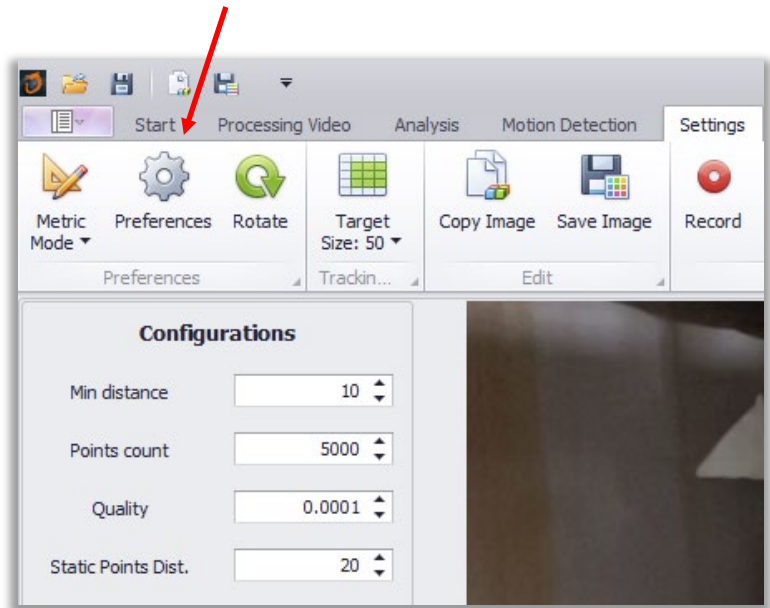 Start Processing Video Analysis Motion Detection Settings
Metric Mode Preferences Rotate Target Size: 50 Copy Image Save Image Record
Preferences Trackin... Edit
Configurations
Min distance 10
Points count 5000
Quality 0.0001
Static Points Dist. 20